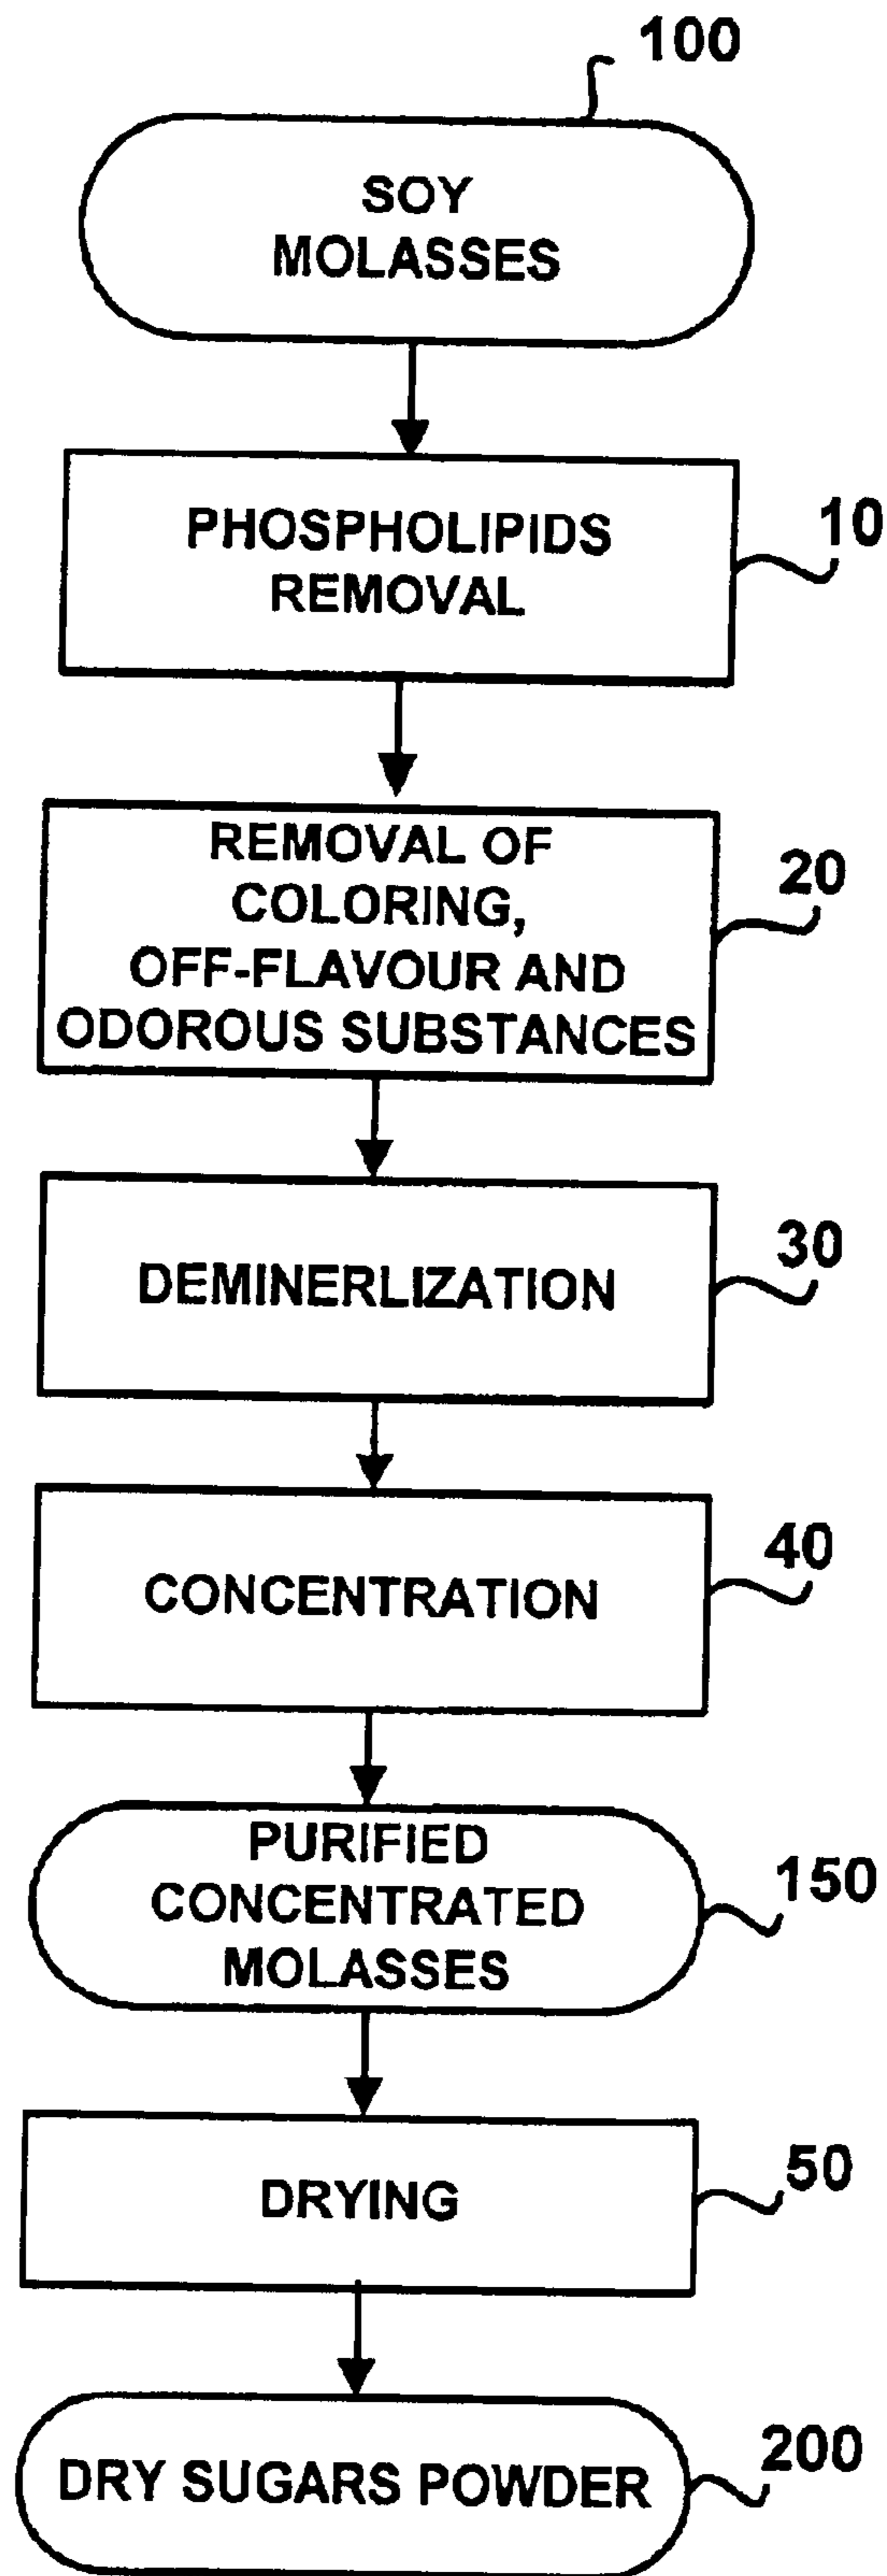 100
SOY
MOLASSES
PHOSPHOLIPIDS
REMOVAL
10
REMOVAL OF
COLORING,
OFF-FLAVOUR AND
ODOROUS SUBSTANCES
20
DEMINERLIZATION
30
CONCENTRATION
40
PURIFIED
CONCENTRATED
MOLASSES
150
DRYING
50
DRY SUGARS POWDER
200